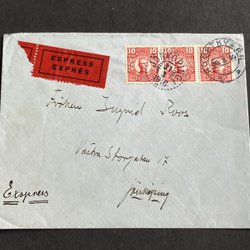 EXPRESS
EXPRÈS
10 10 10
Fröken Ingrid Roos
Västra Storgatan 17
Express
Jönköping